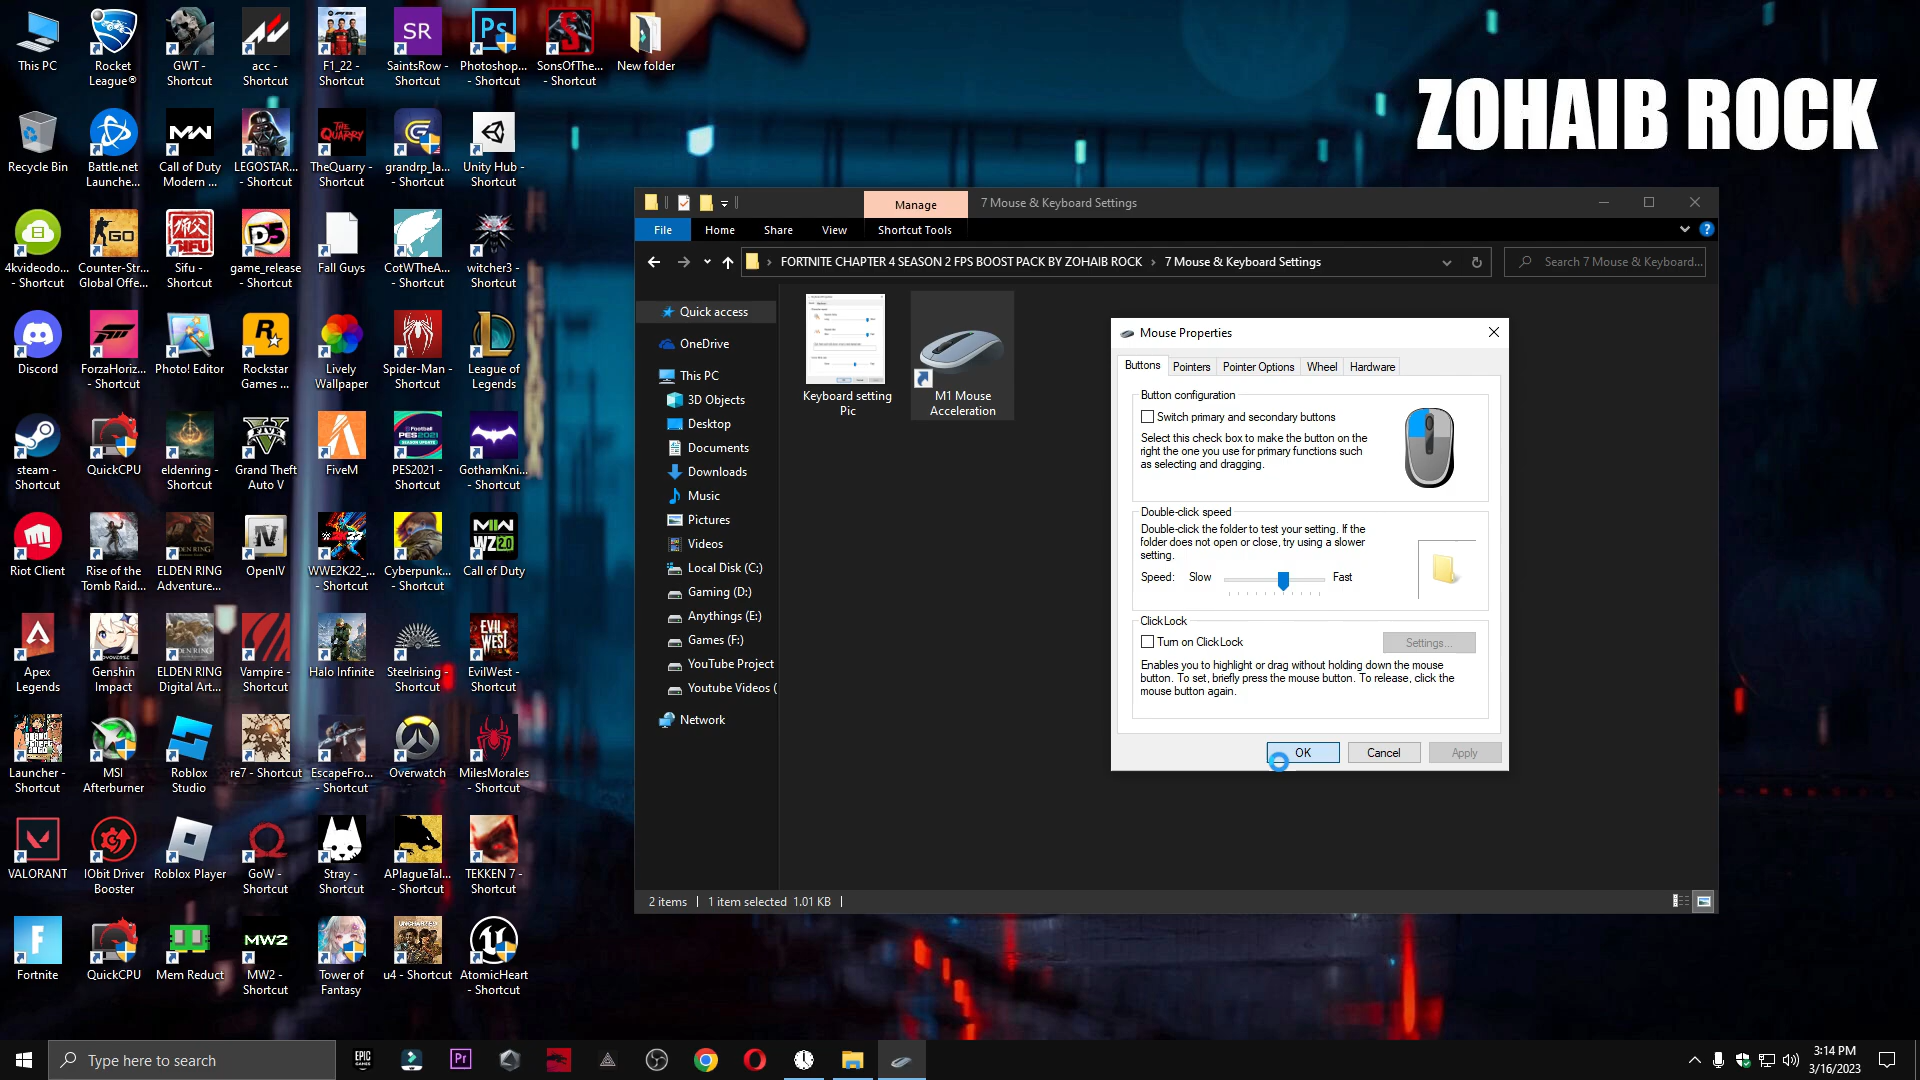 This PC
Rocket
League®
GWT -
Shortcut
acc -
Shortcut
F1_22 -
Shortcut
SaintsRow -
Shortcut
Photoshop...
- Shortcut
SonsOfThe...
- Shortcut
New folder
ZOHAIB ROCK
Recycle Bin
Battle.net
Launche...
Call of Duty
Modern ...
LEGOSTAR...
- Shortcut
TheQuarry -
Shortcut
grandrp_la...
- Shortcut
Unity Hub -
Shortcut
4kvideodo...
- Shortcut
Counter-Str...
Global Offe...
Sifu -
Shortcut
game_release
- Shortcut
Fall Guys
CotWTheA...
- Shortcut
witcher3 -
Shortcut
Discord
ForzaHoriz...
- Shortcut
Photo! Editor
Rockstar
Games ...
Lively
Wallpaper
Spider-Man -
Shortcut
League of
Legends
steam -
Shortcut
QuickCPU
eldenring -
Shortcut
Grand Theft
Auto V
FiveM
PES2021 -
Shortcut
GothamKni...
- Shortcut
Riot Client
Rise of the
Tomb Raid...
ELDEN RING
Adventure...
OpenIV
WWE2K22_...
- Shortcut
Cyberpunk...
- Shortcut
Call of Duty
Apex
Legends
Genshin
Impact
ELDEN RING
Digital Art...
Vampire -
Shortcut
Halo Infinite
Steelrising -
Shortcut
EvilWest -
Shortcut
Launcher -
Shortcut
MSI
Afterburner
Roblox
Studio
re7 - Shortcut
EscapeFro...
- Shortcut
Overwatch
MilesMorales
- Shortcut
VALORANT
IObit Driver
Booster
Roblox Player
GoW -
Shortcut
Stray -
Shortcut
APlagueTal...
- Shortcut
TEKKEN 7 -
Shortcut
Fortnite
QuickCPU
Mem Reduct
MW2 -
Shortcut
Tower of
Fantasy
u4 - Shortcut
AtomicHeart
- Shortcut
Manage
7 Mouse & Keyboard Settings
File
Home
Share
View
Shortcut Tools
FORTNITE CHAPTER 4 SEASON 2 FPS BOOST PACK BY ZOHAIB ROCK › 7 Mouse & Keyboard Settings
Search 7 Mouse & Keyboard...
Quick access
OneDrive
This PC
3D Objects
Desktop
Documents
Downloads
Music
Pictures
Videos
Local Disk (C:)
Gaming (D:)
Anythings (E:)
Games (F:)
YouTube Project
Youtube Videos (
Network
Keyboard setting
Pic
M1 Mouse
Acceleration
2 items
1 item selected 1.01 KB
Mouse Properties
Buttons
Pointers
Pointer Options
Wheel
Hardware
Button configuration
Switch primary and secondary buttons
Select this check box to make the button on the
right the one you use for primary functions such
as selecting and dragging.
Double-click speed
Double-click the folder to test your setting. If the
folder does not open or close, try using a slower
setting.
Speed:
Slow
Fast
ClickLock
Turn on ClickLock
Settings...
Enables you to highlight or drag without holding down the mouse
button. To set, briefly press the mouse button. To release, click the
mouse button again.
OK
Cancel
Apply
Type here to search
3:14 PM
3/16/2023